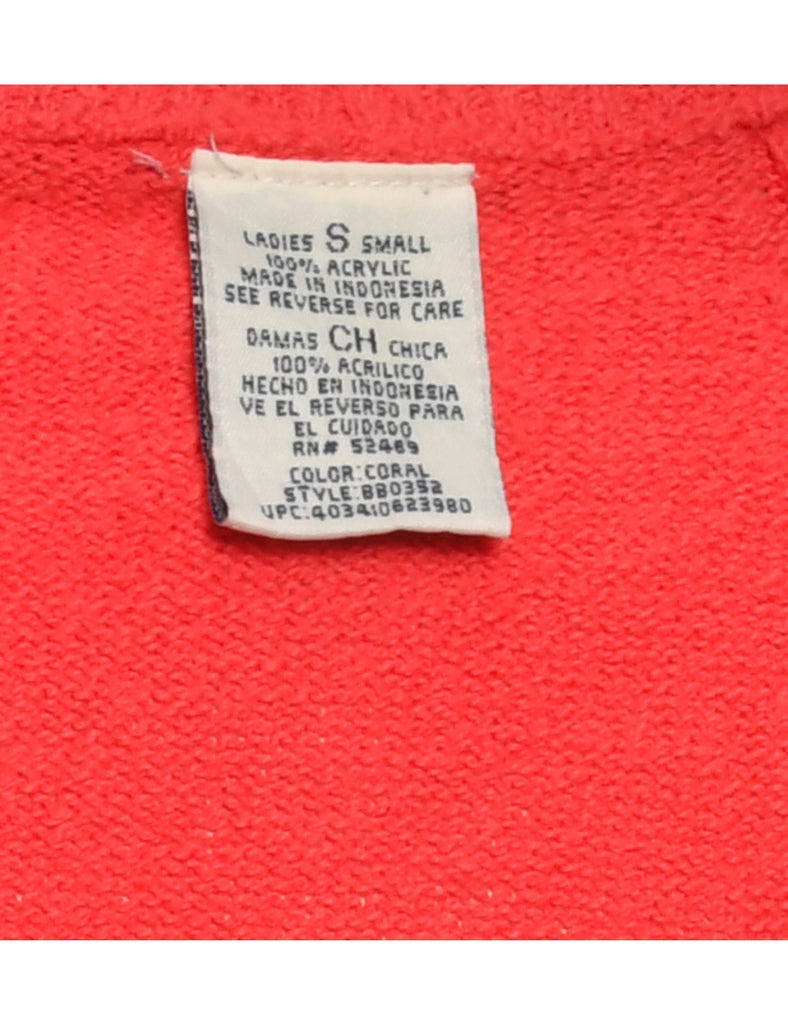 LADIES S SMALL
100% ACRYLIC
MADE IN INDONESIA
SEE REVERSE FOR CARE
DAMAS CH CHICA
100% ACRILICO
HECHO EN INDONESIA
VE EL REVERSO PARA
EL CUIDADO
RN# 52469
COLOR:CORAL
STYLE:BB0352
UPC:403410623980